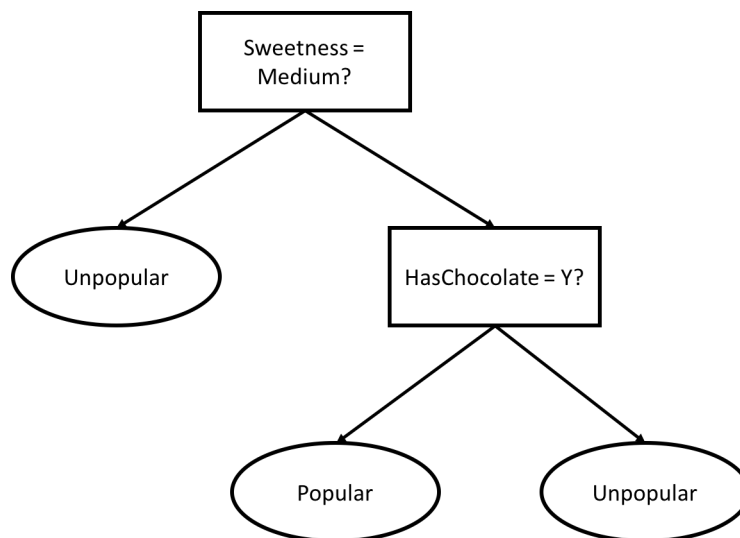 Sweetness =
Medium?
Unpopular
HasChocolate = Y?
Popular
Unpopular